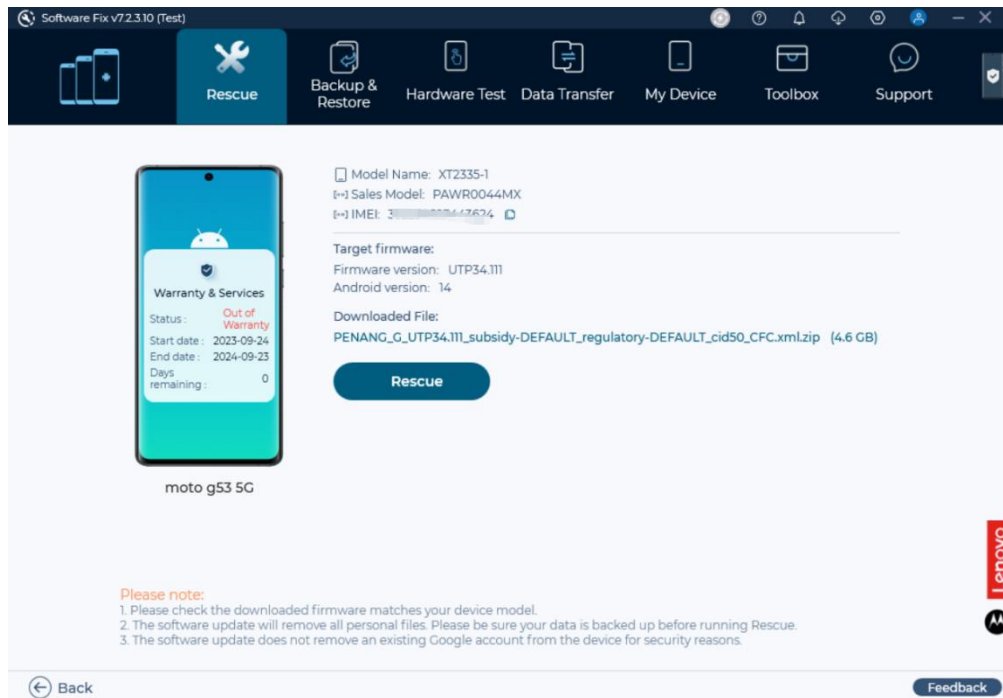 Software Fix v7.2.3.10 (Test)
Rescue
Backup &
Restore
Hardware Test
Data Transfer
My Device
Toolbox
Support
Model Name: XT2335-1
Sales Model: PAWR0044MX
IMEI:
Target firmware:
Firmware version: UTP34.111
Android version: 14
Downloaded File:
PENANG_G_UTP34.111_subsidy-DEFAULT_regulatory-DEFAULT_cid50_CFC.xml.zip (4.6 GB)
Rescue
Warranty & Services
Status : Out of
Warranty
Start date : 2023-09-24
End date : 2024-09-23
Days
remaining : 0
moto g53 5G
Lenovo
Please note:
1. Please check the downloaded firmware matches your device model.
2. The software update will remove all personal files. Please be sure your data is backed up before running Rescue.
3. The software update does not remove an existing Google account from the device for security reasons.
Back
Feedback